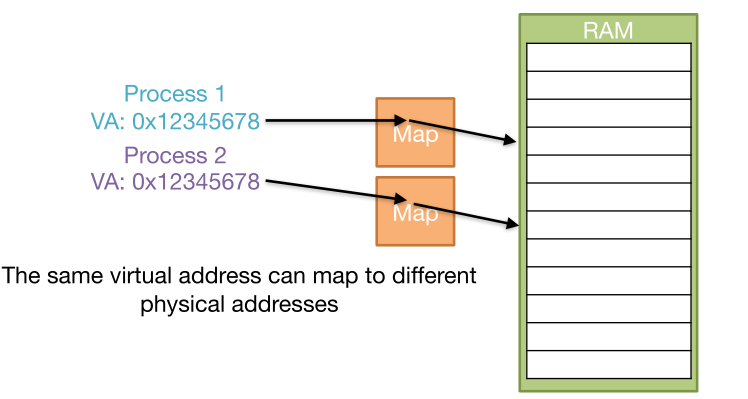 RAM
Process 1
VA: 0x12345678
Map
Process 2
VA: 0x12345678
Map
The same virtual address can map to different
physical addresses